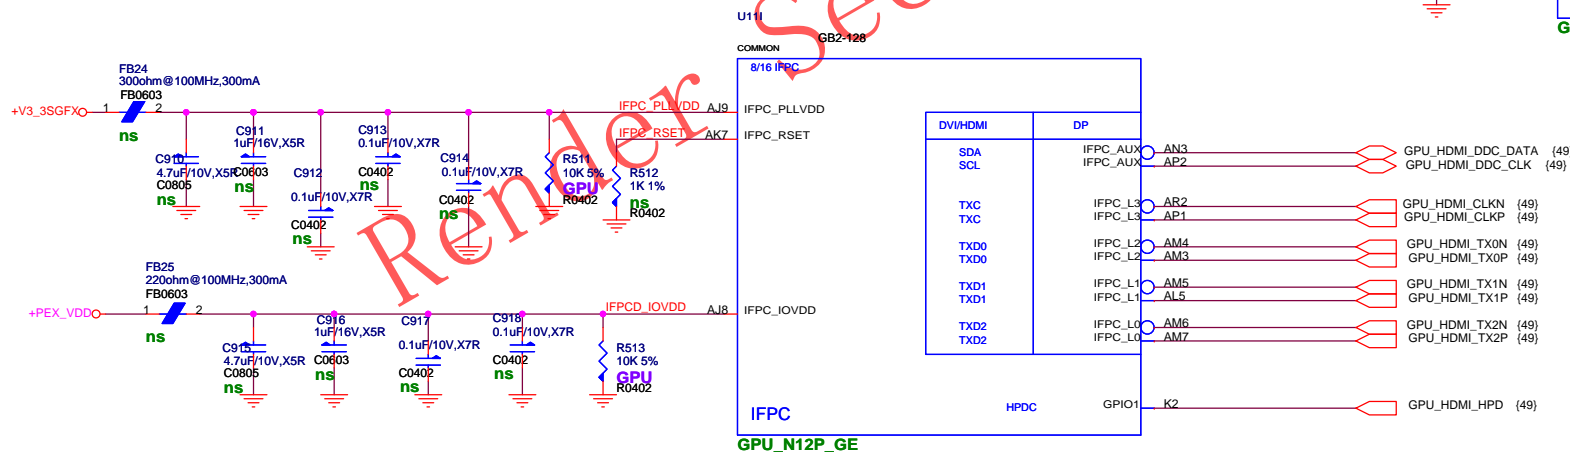 U11I
GB2-128
COMMON
8/16 IFPC
FB24
300ohm@100MHz,300mA
FB0603
+V3_3SGFX
1
2
ns
IFPC_PLLVDD
AJ9
IFPC_PLLVDD
IFPC_RSET
AK7
IFPC_RSET
C910
4.7uF/10V,X5R
C0805
ns
C911
1uF/16V,X5R
C0603
ns
C912
0.1uF/10V,X7R
C0402
ns
C913
0.1uF/10V,X7R
C0402
ns
C914
0.1uF/10V,X7R
C0402
ns
R511
10K 5%
GPU
R0402
R512
1K 1%
ns
R0402
FB25
220ohm@100MHz,300mA
FB0603
+PEX_VDD
1
2
ns
IFPCD_IOVDD
AJ8
IFPC_IOVDD
C915
4.7uF/10V,X5R
C0805
ns
C916
1uF/16V,X5R
C0603
ns
C917
0.1uF/10V,X7R
C0402
ns
C918
0.1uF/10V,X7R
C0402
ns
R513
10K 5%
GPU
R0402
DVI/HDMI
DP
SDA
IFPC_AUX
AN3
GPU_HDMI_DDC_DATA
{49
SCL
IFPC_AUX
AP2
GPU_HDMI_DDC_CLK
{49}
TXC
IFPC_L3
AR2
GPU_HDMI_CLKN
{49}
TXC
IFPC_L3
AP1
GPU_HDMI_CLKP
{49}
TXD0
IFPC_L2
AM4
GPU_HDMI_TX0N
{49}
TXD0
IFPC_L2
AM3
GPU_HDMI_TX0P
{49}
TXD1
IFPC_L1
AM5
GPU_HDMI_TX1N
{49}
TXD1
IFPC_L1
AL5
GPU_HDMI_TX1P
{49}
TXD2
IFPC_L0
AM6
GPU_HDMI_TX2N
{49}
TXD2
IFPC_L0
AM7
GPU_HDMI_TX2P
{49}
IFPC
HPDC
GPIO1
K2
GPU_HDMI_HPD
{49}
GPU_N12P_GE
G
Render Se